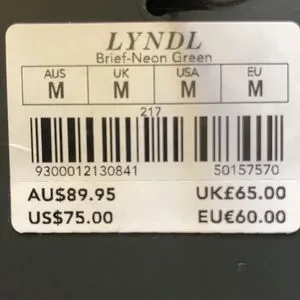 LYNDL
Brief-Neon Green
AUS UK USA EU
M M M M
217
9300012130841 50157570
AU$89.95 UK£65.00
US$75.00 EU€60.00